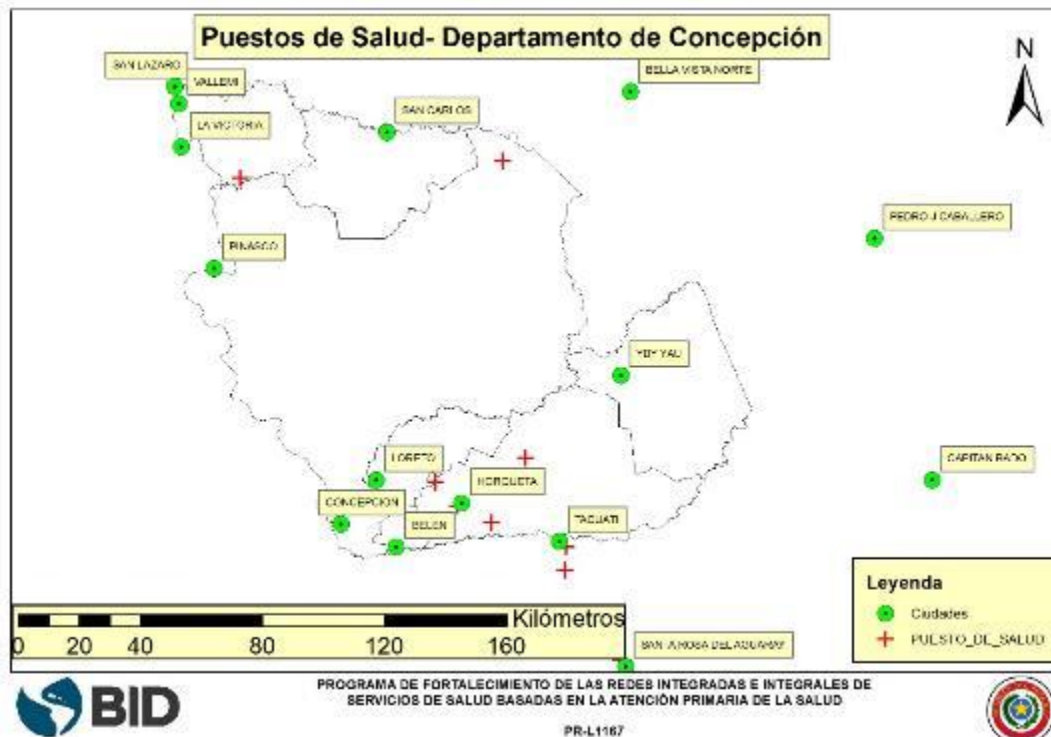 Puestos de Salud- Departamento de Concepción
N
SAN LAZARO
VALLEMI
LA VICTORIA
SAN CARLOS
BELLA VISTA NORTE
PEDRO J CABALLERO
PINASCO
YBY YAU
LORETO
HORQUETA
CAPITAN BADO
CONCEPCION
BELEN
TACUATI
SANTA ROSA DEL AGUARAY
Leyenda
Ciudades
PUESTO_DE_SALUD
Kilómetros
0 20 40 80 120 160
BID
PROGRAMA DE FORTALECIMIENTO DE LAS REDES INTEGRADAS E INTEGRALES DE
SERVICIOS DE SALUD BASADAS EN LA ATENCIÓN PRIMARIA DE LA SALUD
PR-L1167